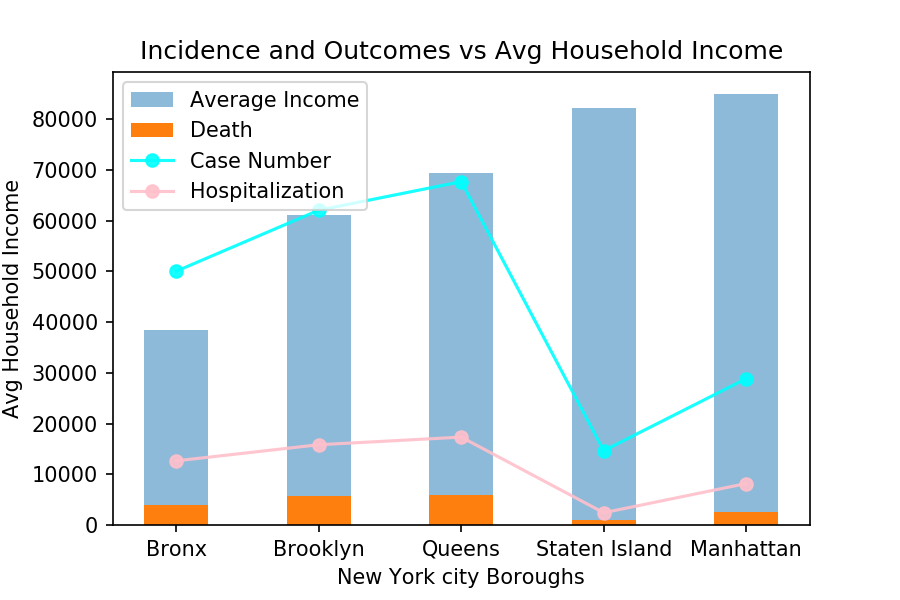 Incidence and Outcomes vs Avg Household Income
Average Income
Death
Case Number
Hospitalization
Avg Household Income
80000
70000
60000
50000
40000
30000
20000
10000
0
Bronx Brooklyn Queens Staten Island Manhattan
New York city Boroughs